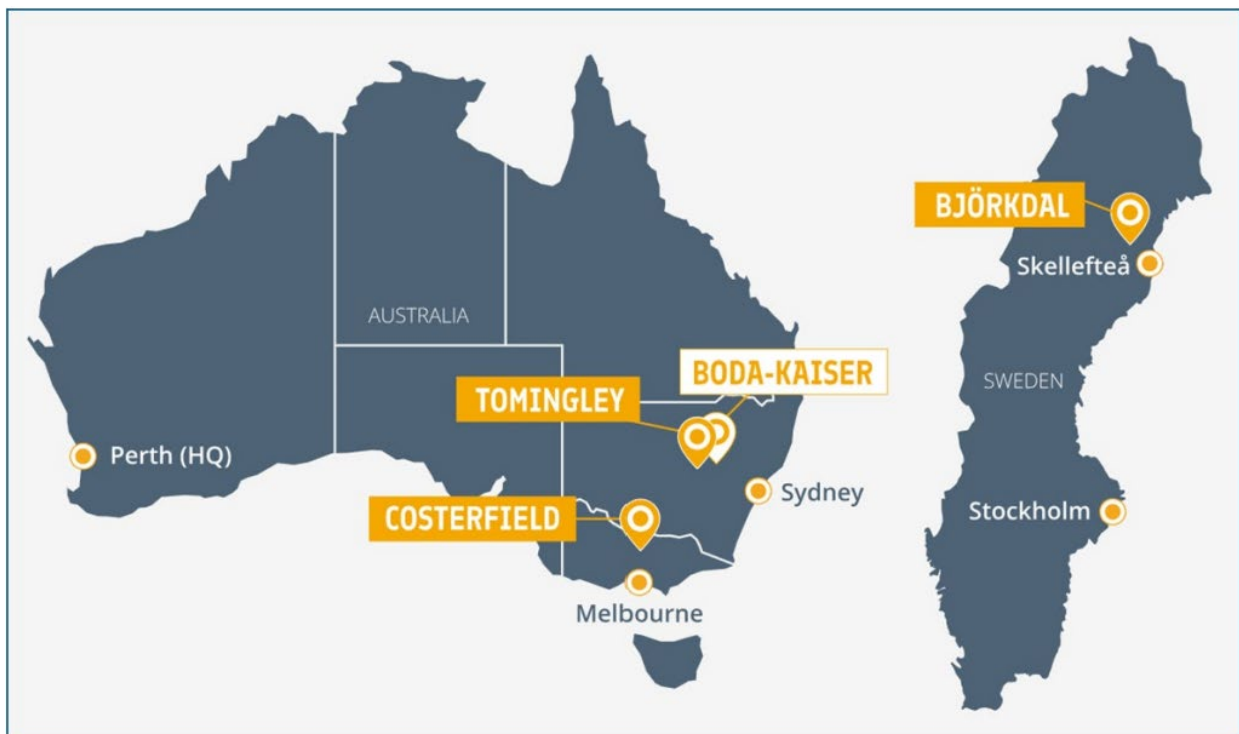 BJÖRKDAL
Skellefteå
AUSTRALIA
BODA-KAISER
TOMINGLEY
SWEDEN
Perth (HQ)
Sydney
COSTERFIELD
Stockholm
Melbourne